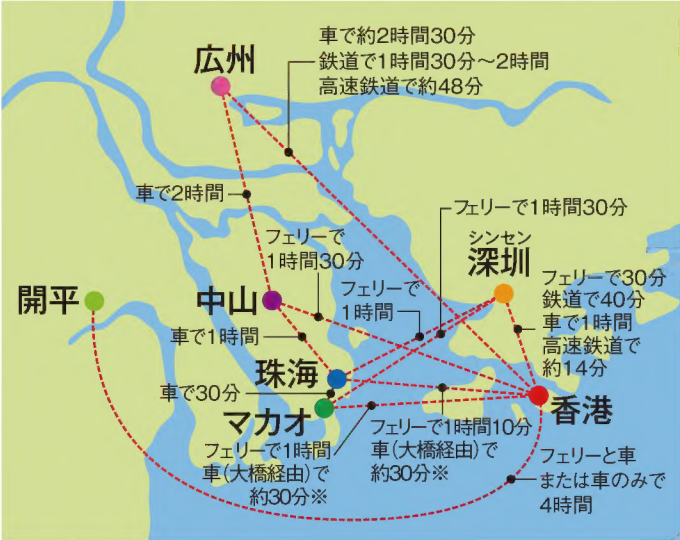 車で約2時間30分
鉄道で1時間30分～2時間
高速鉄道で約48分
広州
車で2時間
フェリーで1時間30分
シンセン
深圳
フェリーで
1時間30分
フェリーで
1時間
フェリーで30分
鉄道で40分
車で1時間
高速鉄道で
約14分
開平
中山
車で1時間
珠海
車で30分
マカオ
香港
フェリーで1時間
車（大橋経由）で
約30分※
フェリーで1時間10分
車（大橋経由）で
約30分※
フェリーと車
または車のみで
4時間